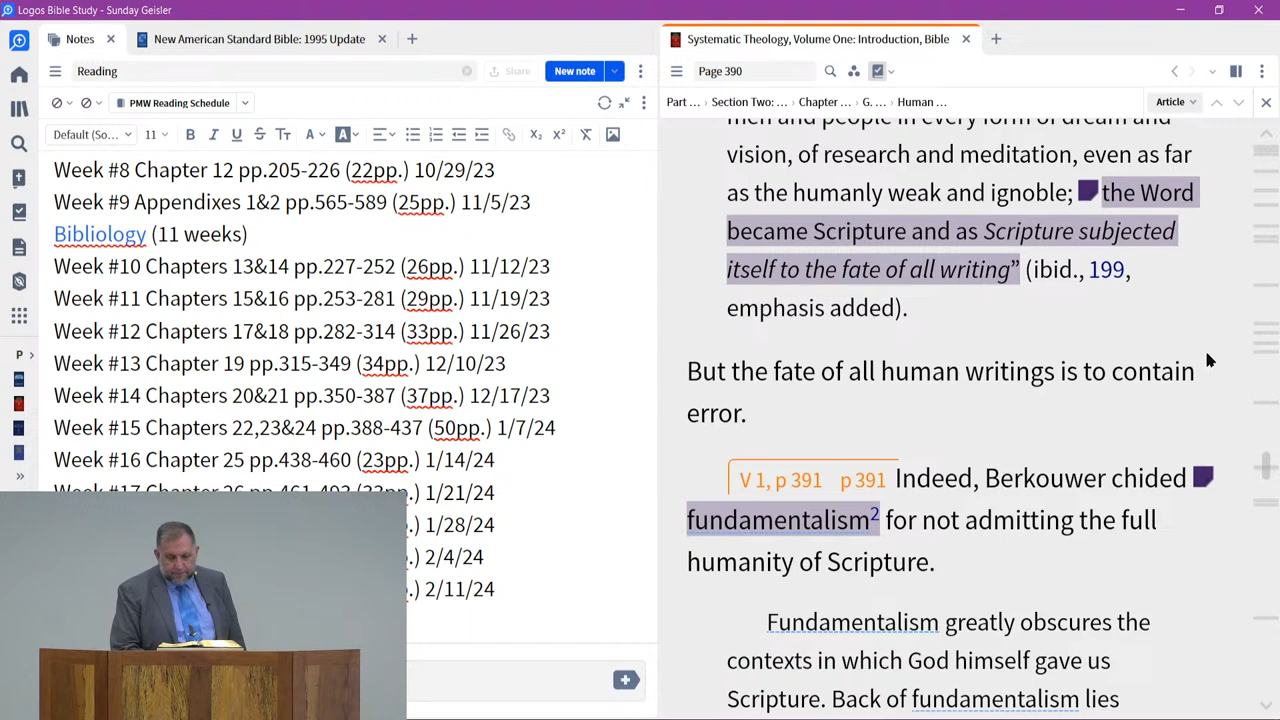 Logos Bible Study - Sunday Geisler
Notes
New American Standard Bible: 1995 Update
Reading
Share
New note
PMW Reading Schedule
Default (So...
11
B I U S Tт A A X₂ X²
Week #8 Chapter 12 pp.205-226 (22pp.) 10/29/23
Week #9 Appendixes 1&2 pp.565-589 (25pp.) 11/5/23
Bibliology (11 weeks)
Week #10 Chapters 13&14 pp.227-252 (26pp.) 11/12/23
Week #11 Chapters 15&16 pp.253-281 (29pp.) 11/19/23
Week #12 Chapters 17&18 pp.282-314 (33pp.) 11/26/23
Week #13 Chapter 19 pp.315-349 (34pp.) 12/10/23
Week #14 Chapters 20&21 pp.350-387 (37pp.) 12/17/23
Week #15 Chapters 22,23&24 pp.388-437 (50pp.) 1/7/24
Week #16 Chapter 25 pp.438-460 (23pp.) 1/14/24
1/21/24
.) 1/28/24
.) 2/4/24
.) 2/11/24
P
Systematic Theology, Volume One: Introduction, Bible
Page 390
Part ... Section Two: ... Chapter ... G. ... Human ...
Article
men and people in every form of dream and
vision, of research and meditation, even as far
as the humanly weak and ignoble; the Word
became Scripture and as Scripture subjected
itself to the fate of all writing” (ibid., 199,
emphasis added).
But the fate of all human writings is to contain
error.
V 1, p 391 p 391 Indeed, Berkouwer chided
fundamentalism2 for not admitting the full
humanity of Scripture.
Fundamentalism greatly obscures the
contexts in which God himself gave us
Scripture. Back of fundamentalism lies